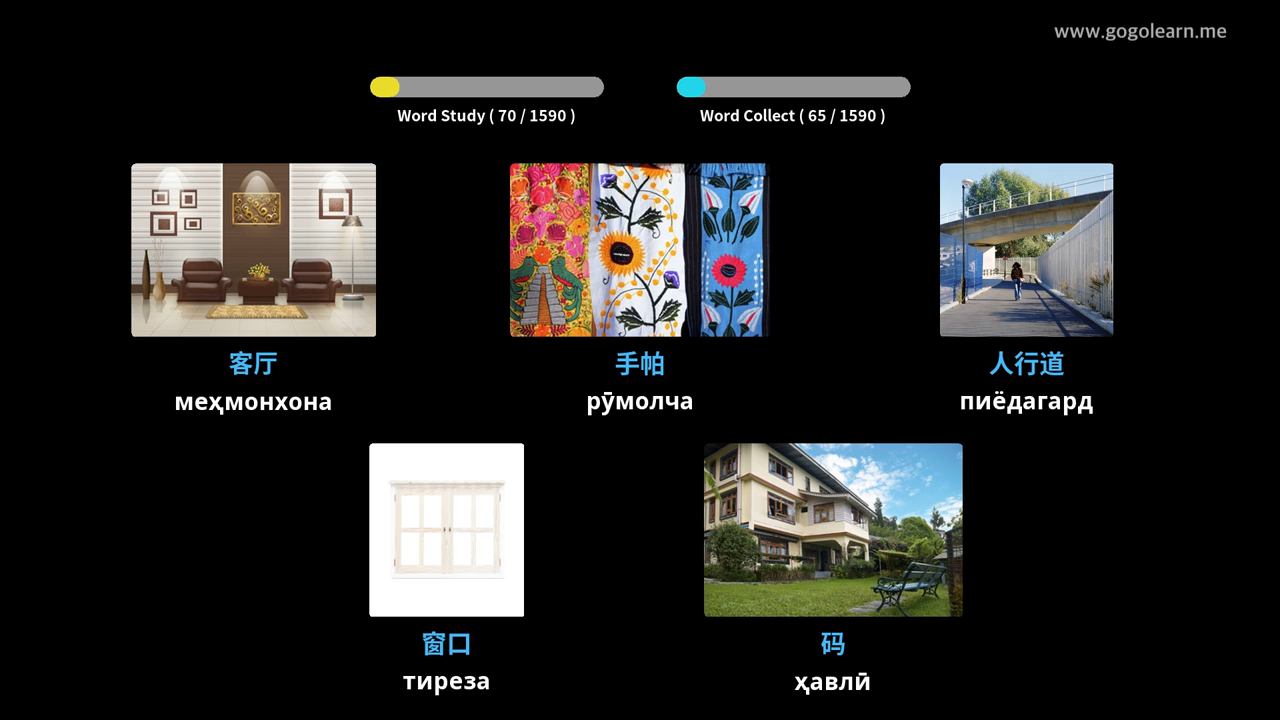 www.gogolearn.me
Word Study ( 70 / 1590 )
Word Collect ( 65 / 1590 )
客厅
меҳмонхона
手帕
рӯмолча
人行道
пиёдагард
窗口
тиреза
码
ҳавлӣ